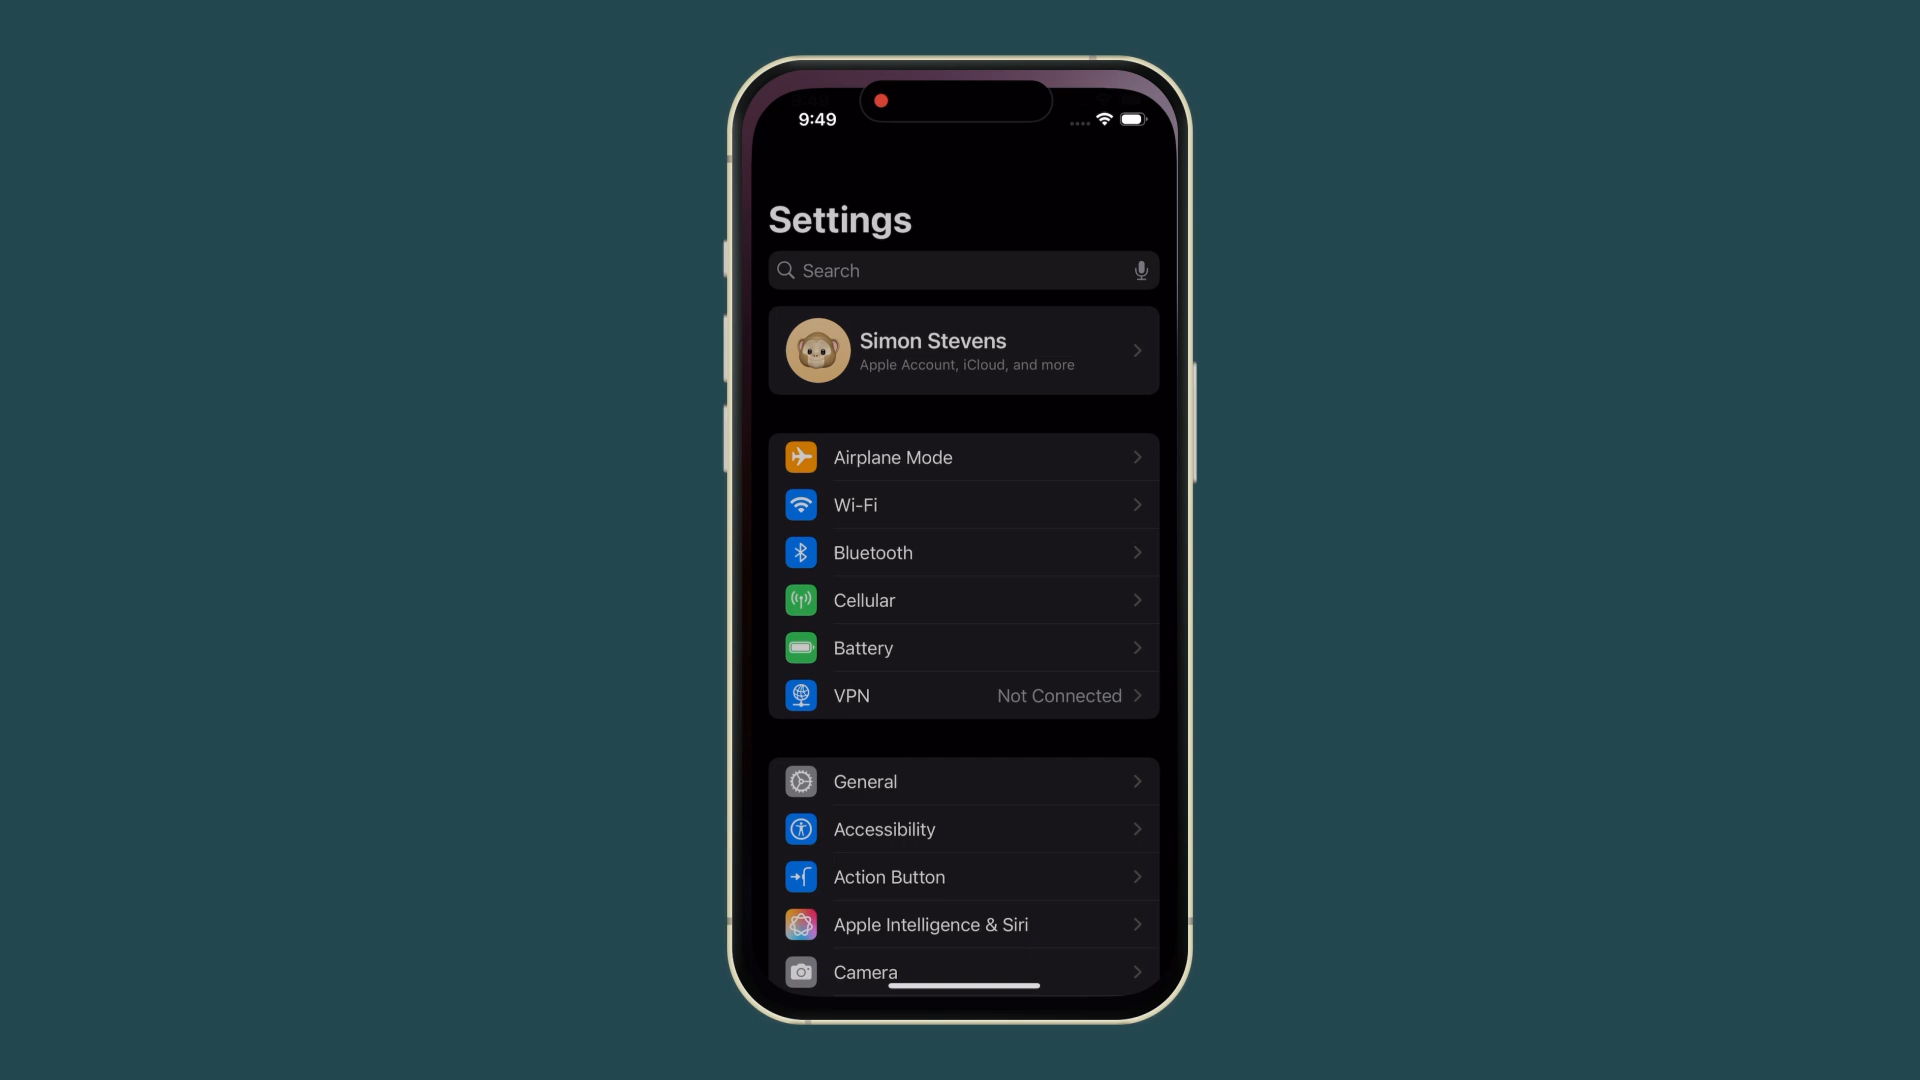 9:49
Settings
Search
Simon Stevens
Apple Account, iCloud, and more
Airplane Mode
Wi-Fi
Bluetooth
Cellular
Battery
VPN Not Connected
General
Accessibility
Action Button
Apple Intelligence & Siri
Camera